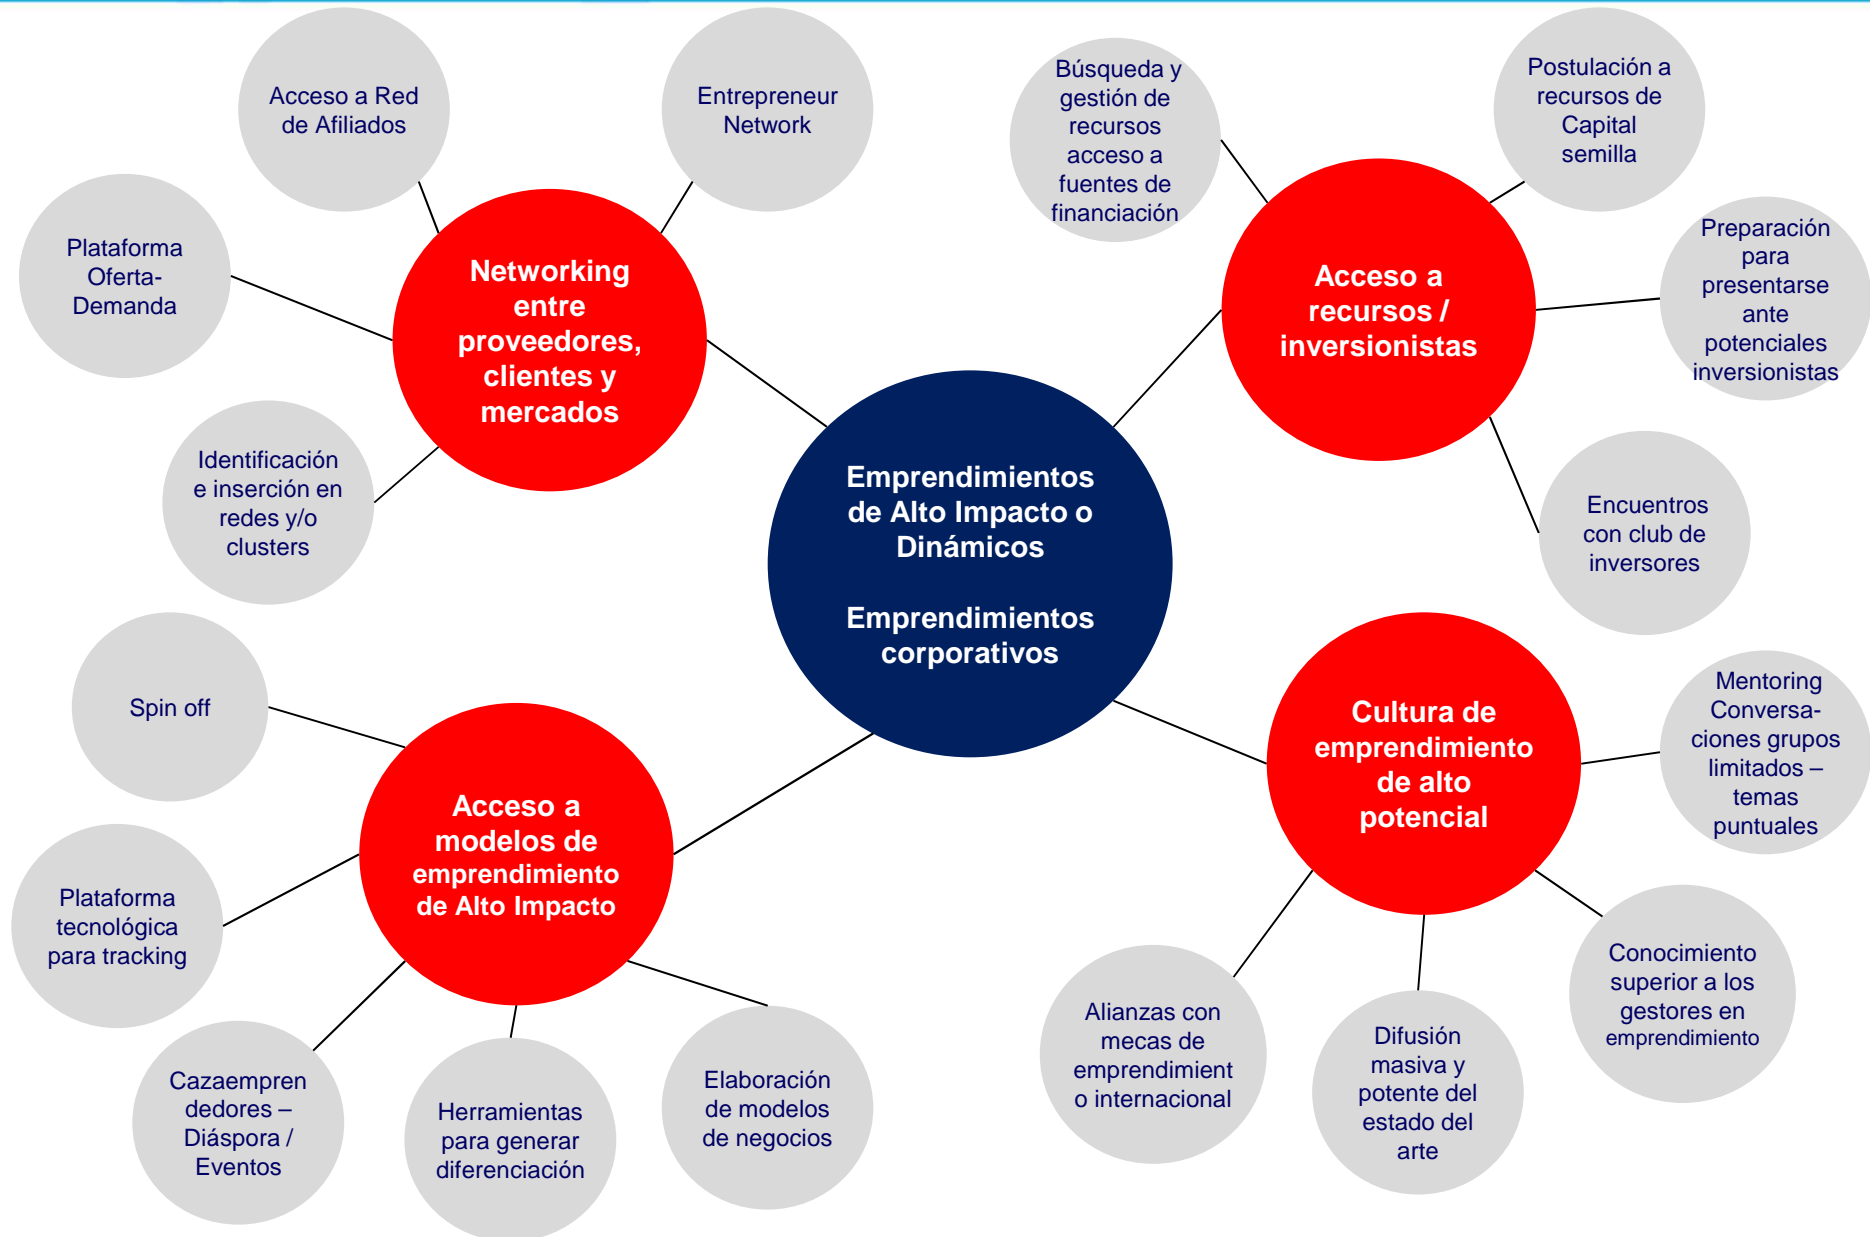 Acceso a Red
de Afiliados
Entrepreneur
Network
Plataforma
Oferta-
Demanda
Networking
entre
proveedores,
clientes y
mercados
Identificación
e inserción en
redes y/o
clusters
Búsqueda y
gestión de
recursos
acceso a
fuentes de
financiación
Postulación a
recursos de
Capital
semilla
Acceso a
recursos /
inversionistas
Preparación
para
presentarse
ante
potenciales
inversionistas
Encuentros
con club de
inversores
Emprendimientos
de Alto Impacto o
Dinámicos
Emprendimientos
corporativos
Spin off
Acceso a
modelos de
emprendimiento
de Alto Impacto
Plataforma
tecnológica
para tracking
Cazaempren
dedores –
Diáspora /
Eventos
Herramientas
para generar
diferenciación
Elaboración
de modelos
de negocios
Cultura de
emprendimiento
de alto
potencial
Mentoring
Conversa-
ciones grupos
limitados –
temas
puntuales
Conocimiento
superior a los
gestores en
emprendimiento
Alianzas con
mecas de
emprendimient
o internacional
Difusión
masiva y
potente del
estado del
arte